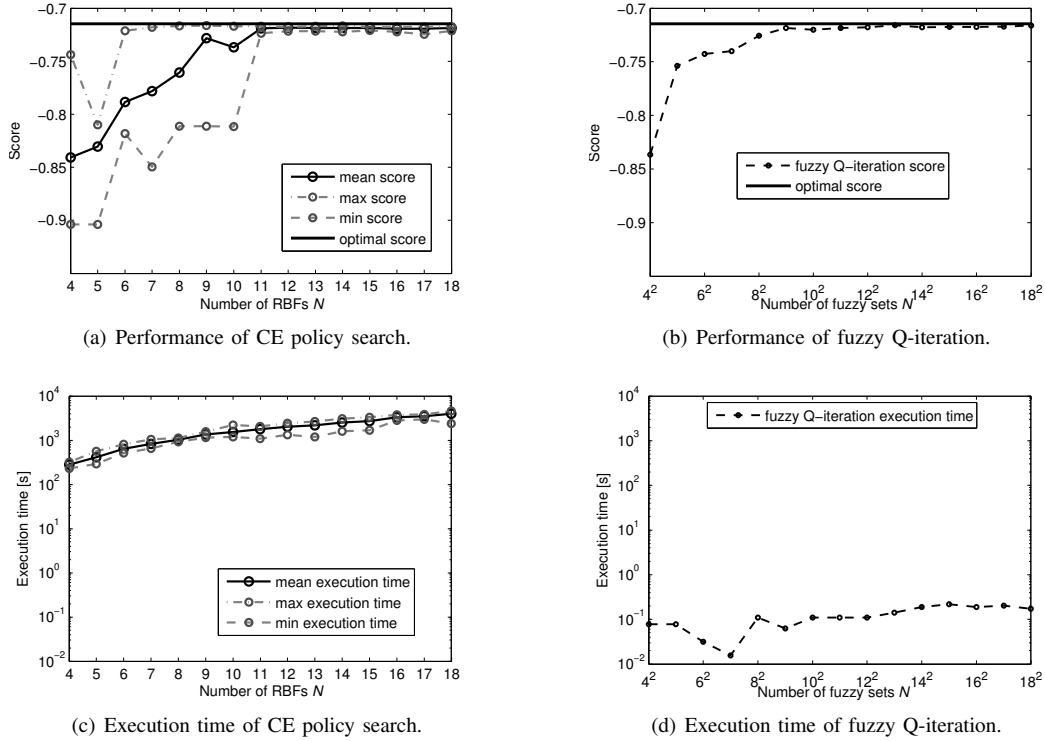 −0.7
−0.75
−0.8
−0.85
−0.9
Score
4 5 6 7 8 9 10 11 12 13 14 15 16 17 18
Number of RBFs N
mean score
max score
min score
optimal score
(a) Performance of CE policy search.
−0.7
−0.75
−0.8
−0.85
−0.9
Score
4² 6² 8² 10² 12² 14² 16² 18²
Number of fuzzy sets N
fuzzy Q−iteration score
optimal score
(b) Performance of fuzzy Q-iteration.
10⁴
10³
10²
10¹
10⁰
10⁻¹
10⁻²
Execution time [s]
4 5 6 7 8 9 10 11 12 13 14 15 16 17 18
Number of RBFs N
mean execution time
max execution time
min execution time
(c) Execution time of CE policy search.
10⁴
10³
10²
10¹
10⁰
10⁻¹
10⁻²
Execution time [s]
4² 6² 8² 10² 12² 14² 16² 18²
Number of fuzzy sets N
fuzzy Q−iteration execution time
(d) Execution time of fuzzy Q-iteration.